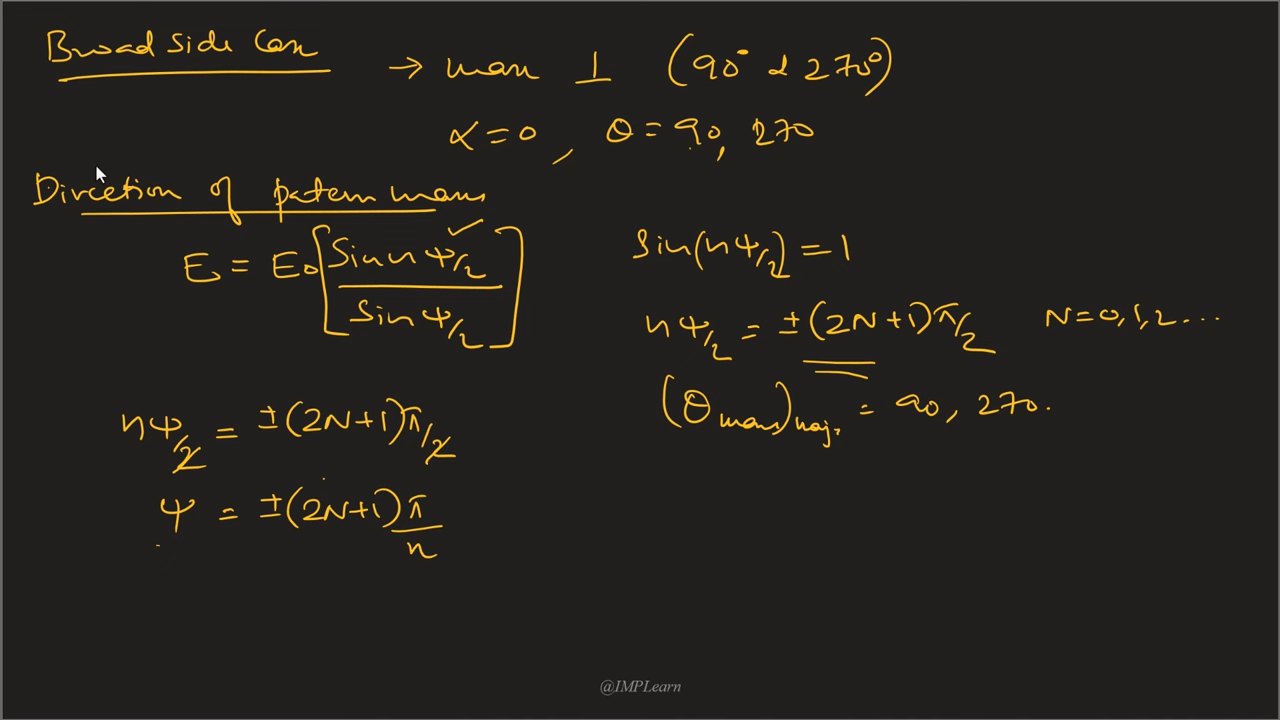 Broad side Case → max ⊥ (90° & 270°)
α = 0, θ = 90, 270
Direction of pattern max
E = E₀ [Sin nψ/2 / Sin ψ/2]
Sin(nψ/2) = 1
nψ/2 = ±(2N+1)π/2 N = 0, 1, 2 ...
(θmax)maj. = 90, 270.
nψ/2 = ±(2N+1)π/2
ψ = ±(2N+1)π/n
@IMPLearn